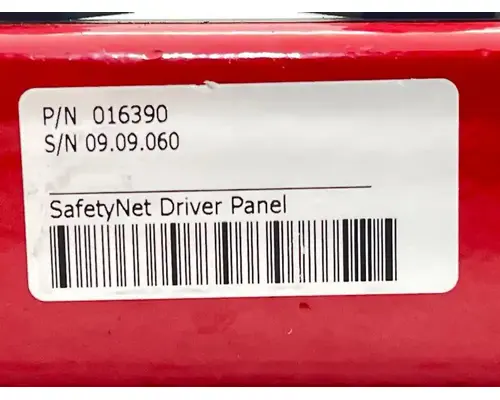 P/N 016390
S/N 09.09.060
SafetyNet Driver Panel